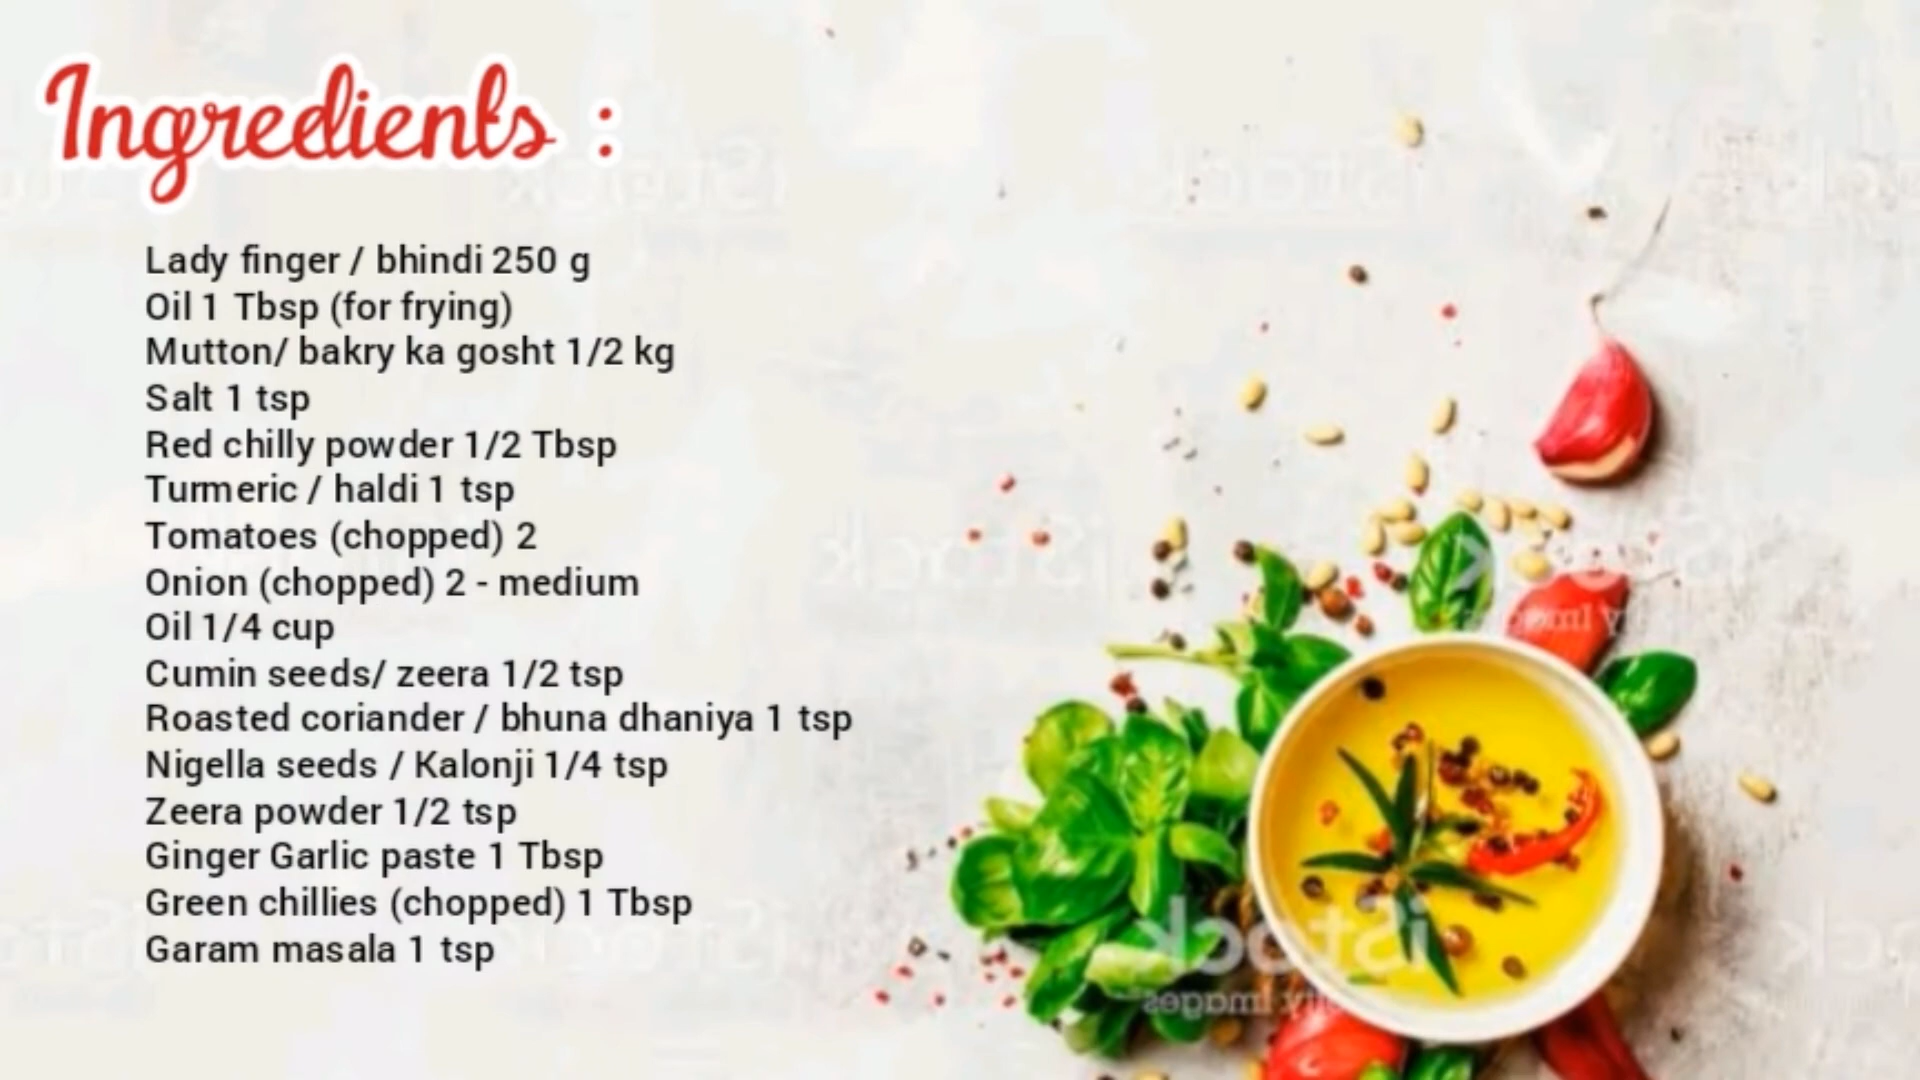 Ingredients :
Lady finger / bhindi 250 g
Oil 1 Tbsp (for frying)
Mutton/ bakry ka gosht 1/2 kg
Salt 1 tsp
Red chilly powder 1/2 Tbsp
Turmeric / haldi 1 tsp
Tomatoes (chopped) 2
Onion (chopped) 2 - medium
Oil 1/4 cup
Cumin seeds/ zeera 1/2 tsp
Roasted coriander / bhuna dhaniya 1 tsp
Nigella seeds / Kalonji 1/4 tsp
Zeera powder 1/2 tsp
Ginger Garlic paste 1 Tbsp
Green chillies (chopped) 1 Tbsp
Garam masala 1 tsp
iStock
iStock
iStock
iStock